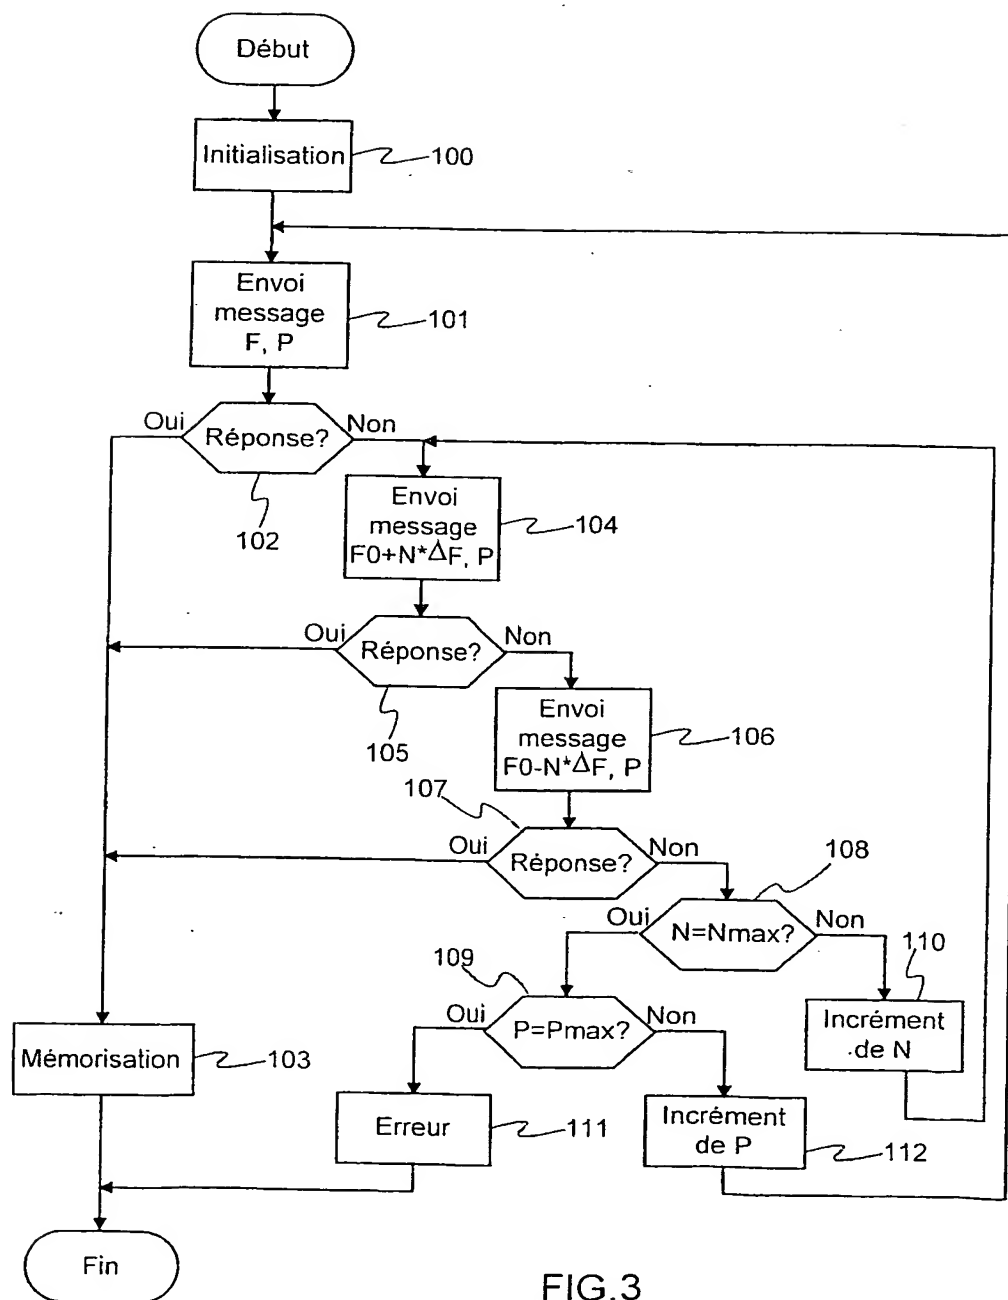 Début
Initialisation
100
Envoi
message
F, P
101
Oui
Réponse?
Non
102
Envoi
message
F0+N*ΔF, P
104
Oui
Réponse?
Non
105
Envoi
message
F0-N*ΔF, P
106
107
Oui
Réponse?
Non
108
Oui
N=Nmax?
Non
109
110
Oui
P=Pmax?
Non
Incrément
de N
Mémorisation
103
Erreur
111
Incrément
de P
112
Fin
FIG.3